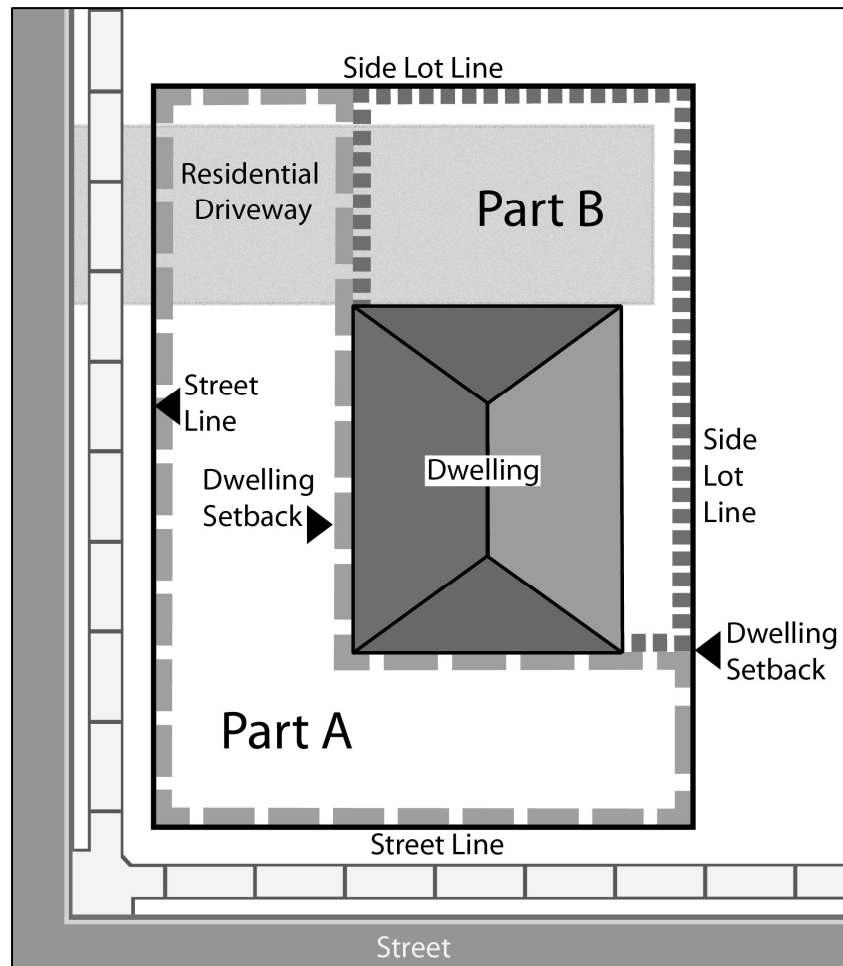 Side Lot Line
Residential
Driveway
Part B
Street
Line
Dwelling
Dwelling
Setback
Side
Lot
Line
Dwelling
Setback
Part A
Street Line
Street